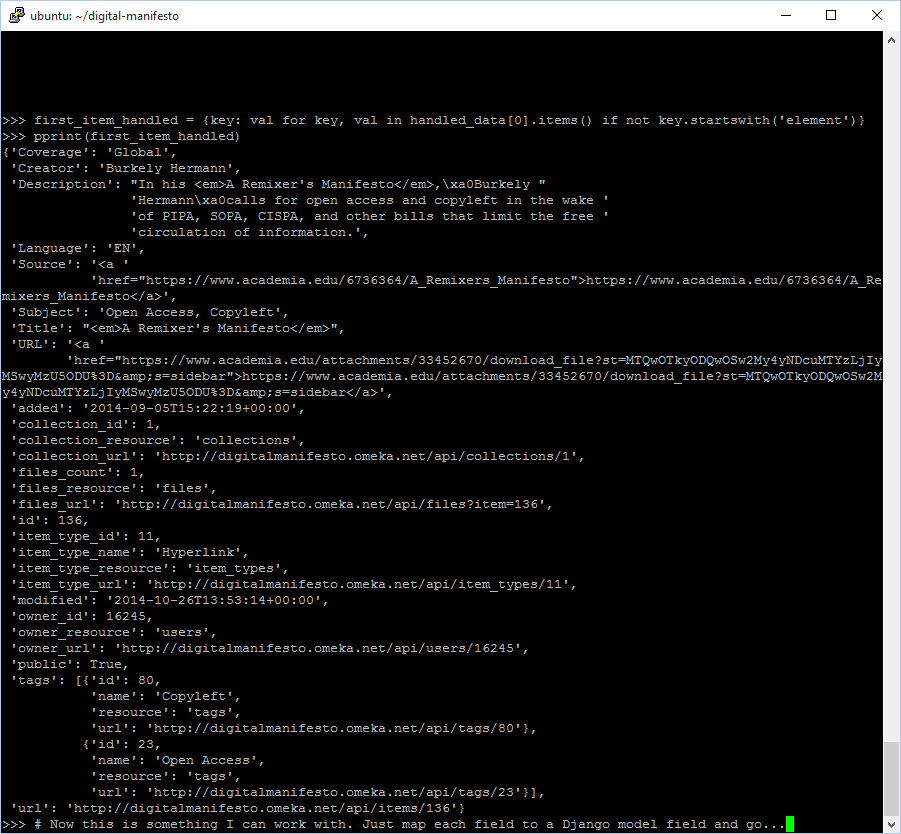 ubuntu: ~/digital-manifesto
>>> first_item_handled = {key: val for key, val in handled_data[0].items() if not key.startswith('element')}
>>> pprint(first_item_handled)
{'Coverage': 'Global',
 'Creator': 'Burkely Hermann',
 'Description': "In his <em>A Remixer's Manifesto</em>,\xa0Burkely "
                'Hermann\xa0calls for open access and copyleft in the wake '
                'of PIPA, SOPA, CISPA, and other bills that limit the free '
                'circulation of information.',
 'Language': 'EN',
 'Source': '<a '
           'href="https://www.academia.edu/6736364/A_Remixers_Manifesto">https://www.academia.edu/6736364/A_Re
mixers_Manifesto</a>',
 'Subject': 'Open Access, Copyleft',
 'Title': "<em>A Remixer's Manifesto</em>",
 'URL': '<a '
        'href="https://www.academia.edu/attachments/33452670/download_file?st=MTQwOTkyODQwOSw2My4yNDcuMTYzLjIy
MSwyMzU5ODU%3D&amp;s=sidebar">https://www.academia.edu/attachments/33452670/download_file?st=MTQwOTkyODQwOSw2M
y4yNDcuMTYzLjIyMSwyMzU5ODU%3D&amp;s=sidebar</a>',
 'added': '2014-09-05T15:22:19+00:00',
 'collection_id': 1,
 'collection_resource': 'collections',
 'collection_url': 'http://digitalmanifesto.omeka.net/api/collections/1',
 'files_count': 1,
 'files_resource': 'files',
 'files_url': 'http://digitalmanifesto.omeka.net/api/files?item=136',
 'id': 136,
 'item_type_id': 11,
 'item_type_name': 'Hyperlink',
 'item_type_resource': 'item_types',
 'item_type_url': 'http://digitalmanifesto.omeka.net/api/item_types/11',
 'modified': '2014-10-26T13:53:14+00:00',
 'owner_id': 16245,
 'owner_resource': 'users',
 'owner_url': 'http://digitalmanifesto.omeka.net/api/users/16245',
 'public': True,
 'tags': [{'id': 80,
           'name': 'Copyleft',
           'resource': 'tags',
           'url': 'http://digitalmanifesto.omeka.net/api/tags/80'},
          {'id': 23,
           'name': 'Open Access',
           'resource': 'tags',
           'url': 'http://digitalmanifesto.omeka.net/api/tags/23'}],
 'url': 'http://digitalmanifesto.omeka.net/api/items/136'}
>>> # Now this is something I can work with. Just map each field to a Django model field and go...